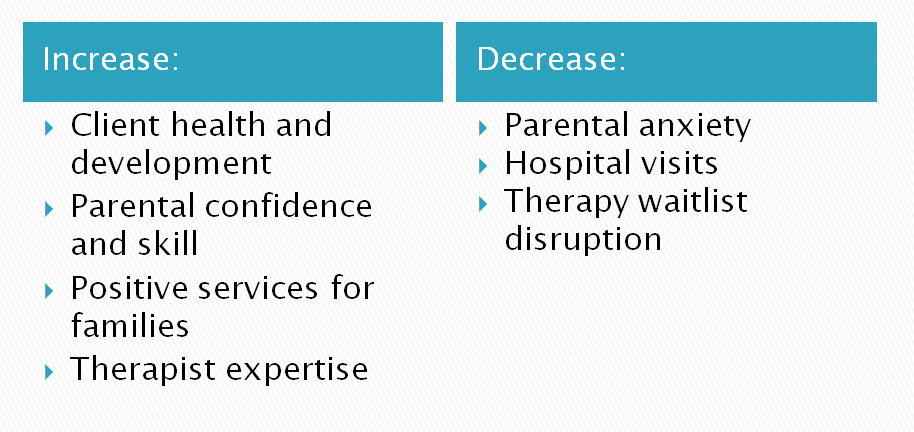 Increase:
Client health and
development
Parental confidence
and skill
Positive services for
families
Therapist expertise
Decrease:
Parental anxiety
Hospital visits
Therapy waitlist
disruption